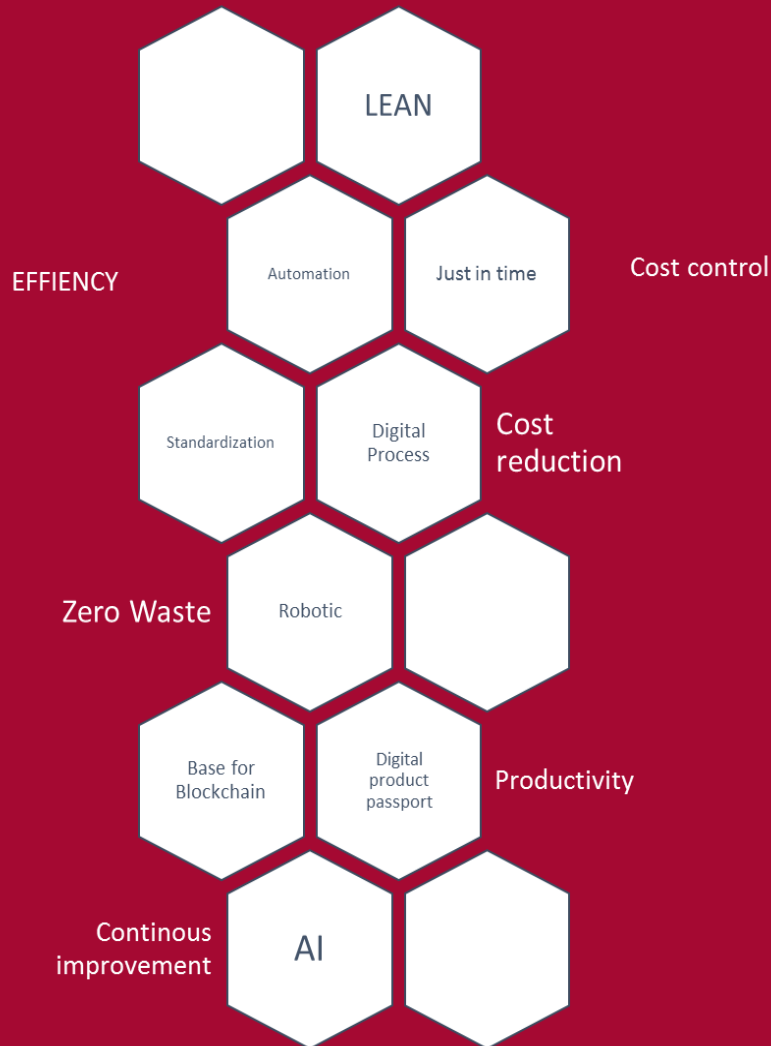 LEAN
EFFIENCY
Automation
Just in time
Cost control
Standardization
Digital
Process
Cost
reduction
Zero Waste
Robotic
Base for
Blockchain
Digital
product
passport
Productivity
Continous
improvement
AI